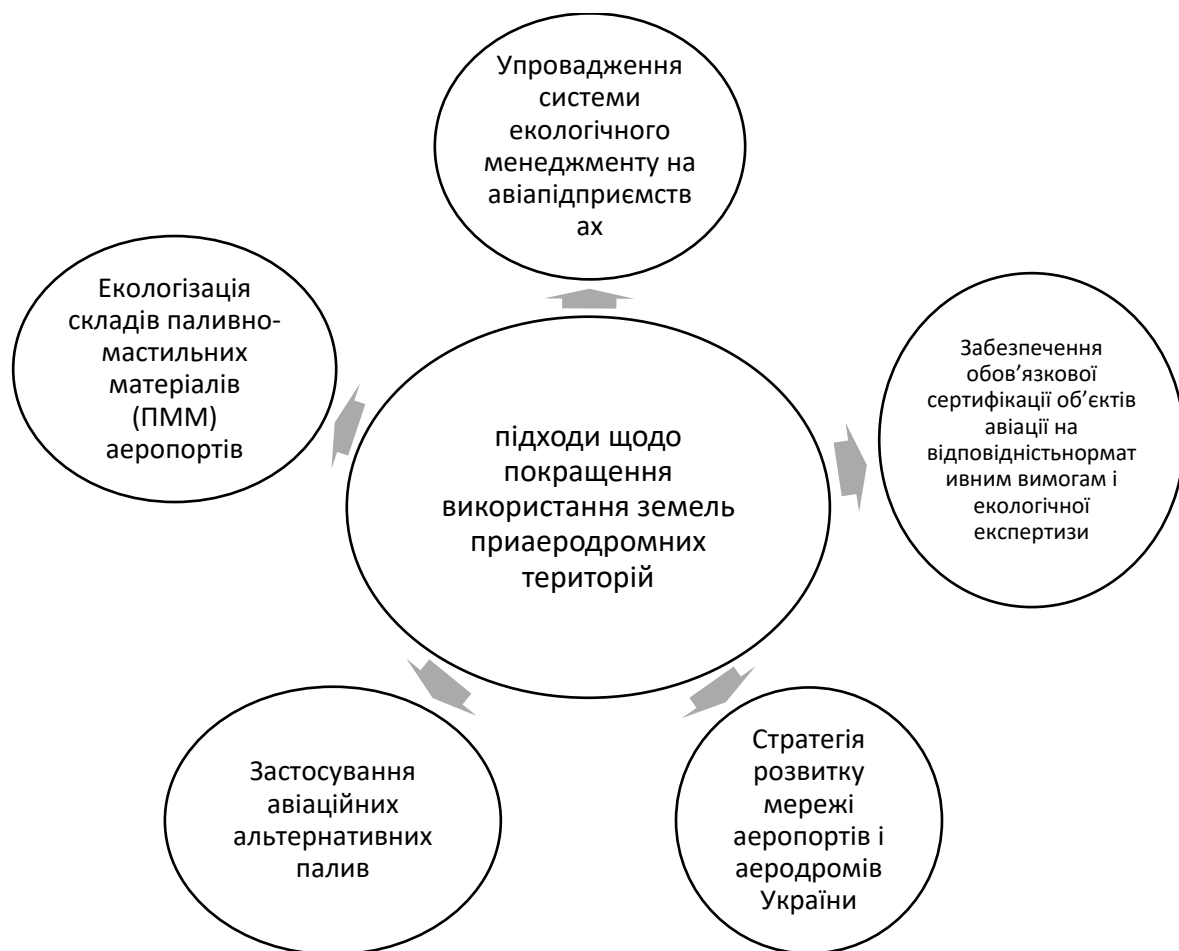 Упровадження
системи
екологічного
менеджменту на
авіапідприємств
ах
Екологізація
складів паливно-
мастильних
матеріалів
(ПММ)
аеропортів
Забезпечення
обов’язкової
сертифікації об’єктів
авіації на
відповідністьнормат
ивним вимогам і
екологічної
експертизи
підходи щодо
покращення
використання земель
приаеродромних
територій
Застосування
авіаційних
альтернативних
палив
Стратегія
розвитку
мережі
аеропортів і
аеродромів
України